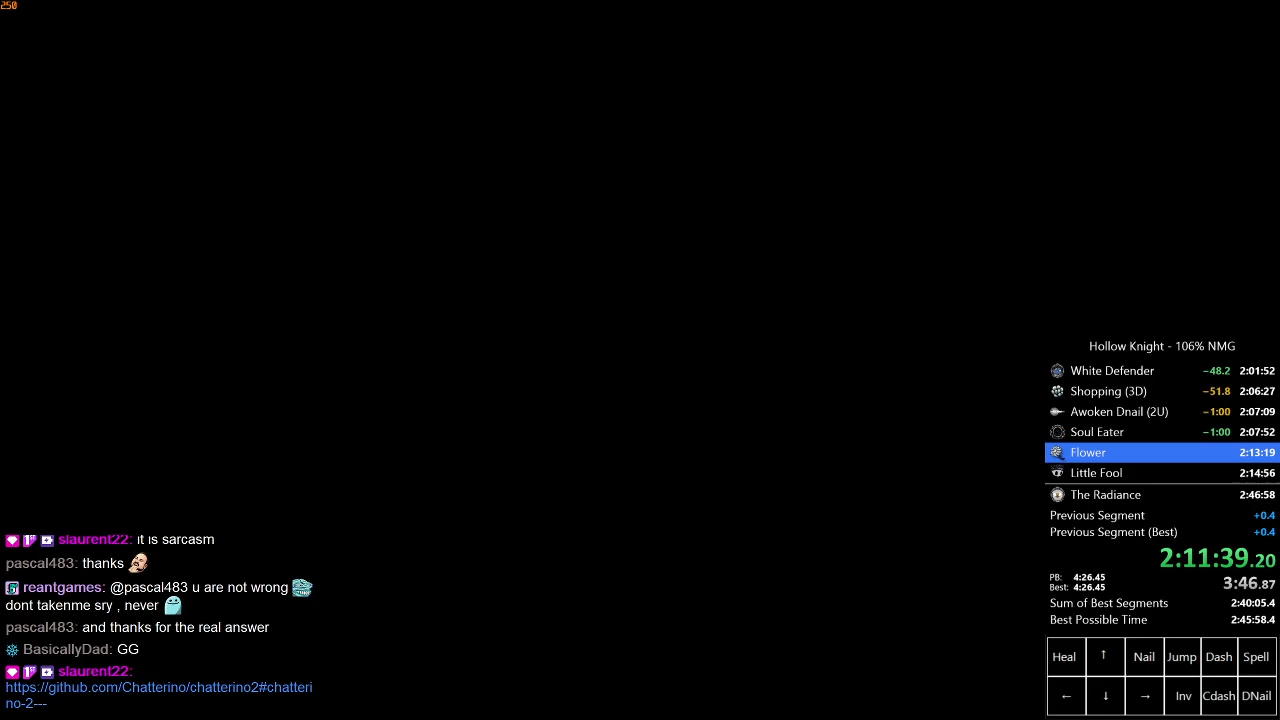 250
Hollow Knight - 106% NMG
White Defender −48.2 2:01:52
Shopping (3D) −51.8 2:06:27
Awoken Dnail (2U) −1:00 2:07:09
Soul Eater −1:00 2:07:52
Flower 2:13:19
Little Fool 2:14:56
The Radiance 2:46:58
Previous Segment +0.4
Previous Segment (Best) +0.4
2:11:39.20
PB: 4:26.45
Best: 4:26.45
3:46.87
Sum of Best Segments 2:40:05.4
Best Possible Time 2:45:58.4
Heal ↑ Nail Jump Dash Spell
← ↓ → Inv Cdash DNail
slaurent22: it is sarcasm
pascal483: thanks
reantgames: @pascal483 u are not wrong
dont takenme sry , never
pascal483: and thanks for the real answer
BasicallyDad: GG
slaurent22:
https://github.com/Chatterino/chatterino2#chatteri
no-2---